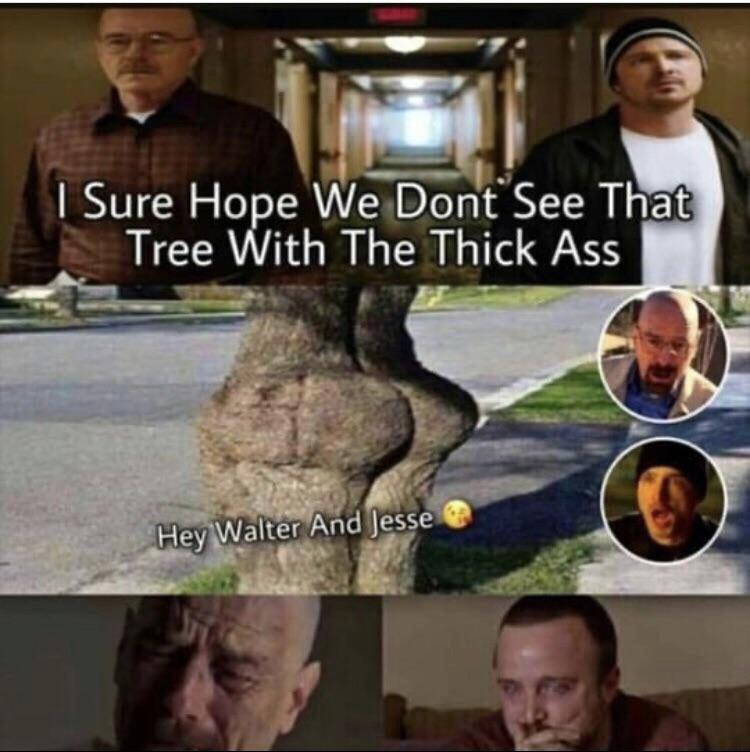 I Sure Hope We Dont See That
Tree With The Thick Ass
Hey Walter And Jesse 😘